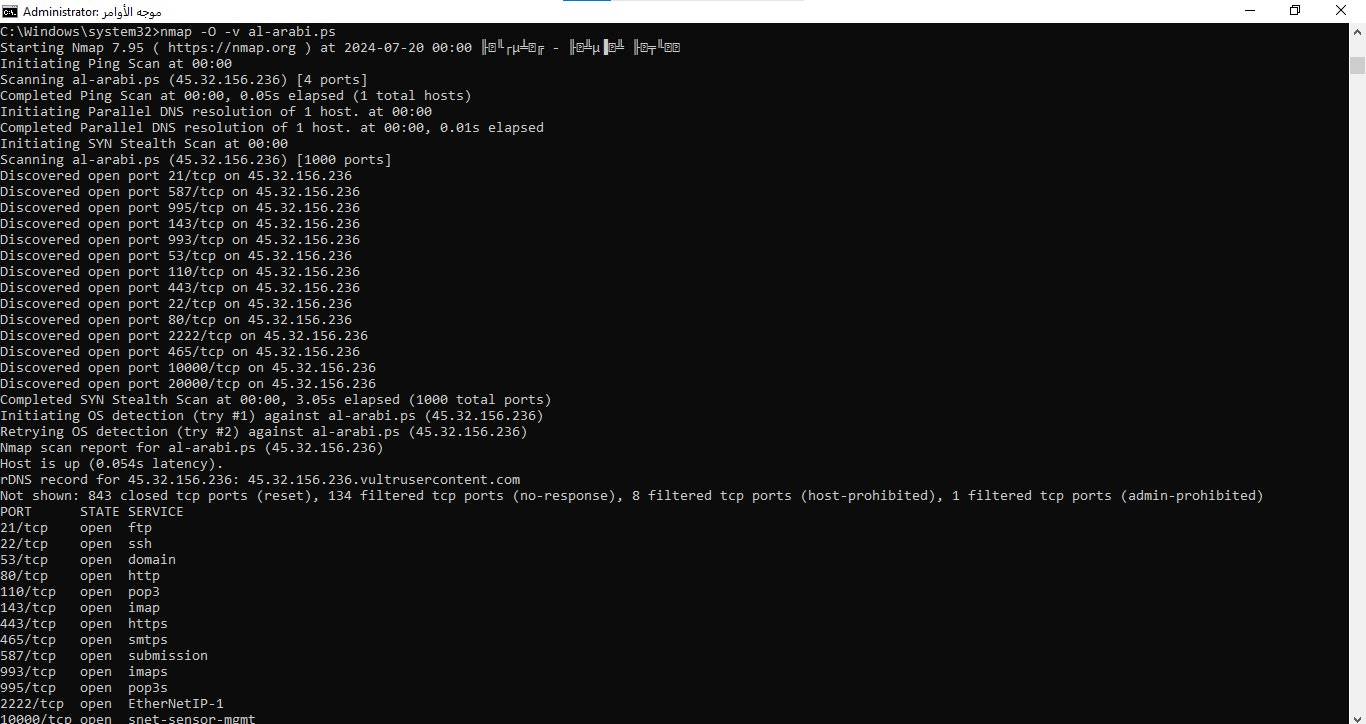 Administrator: موجه الأوامر
C:\Windows\system32>nmap -O -v al-arabi.ps
Starting Nmap 7.95 ( https://nmap.org ) at 2024-07-20 00:00
Initiating Ping Scan at 00:00
Scanning al-arabi.ps (45.32.156.236) [4 ports]
Completed Ping Scan at 00:00, 0.05s elapsed (1 total hosts)
Initiating Parallel DNS resolution of 1 host. at 00:00
Completed Parallel DNS resolution of 1 host. at 00:00, 0.01s elapsed
Initiating SYN Stealth Scan at 00:00
Scanning al-arabi.ps (45.32.156.236) [1000 ports]
Discovered open port 21/tcp on 45.32.156.236
Discovered open port 587/tcp on 45.32.156.236
Discovered open port 995/tcp on 45.32.156.236
Discovered open port 143/tcp on 45.32.156.236
Discovered open port 993/tcp on 45.32.156.236
Discovered open port 53/tcp on 45.32.156.236
Discovered open port 110/tcp on 45.32.156.236
Discovered open port 443/tcp on 45.32.156.236
Discovered open port 22/tcp on 45.32.156.236
Discovered open port 80/tcp on 45.32.156.236
Discovered open port 2222/tcp on 45.32.156.236
Discovered open port 465/tcp on 45.32.156.236
Discovered open port 10000/tcp on 45.32.156.236
Discovered open port 20000/tcp on 45.32.156.236
Completed SYN Stealth Scan at 00:00, 3.05s elapsed (1000 total ports)
Initiating OS detection (try #1) against al-arabi.ps (45.32.156.236)
Retrying OS detection (try #2) against al-arabi.ps (45.32.156.236)
Nmap scan report for al-arabi.ps (45.32.156.236)
Host is up (0.054s latency).
rDNS record for 45.32.156.236: 45.32.156.236.vultrusercontent.com
Not shown: 843 closed tcp ports (reset), 134 filtered tcp ports (no-response), 8 filtered tcp ports (host-prohibited), 1 filtered tcp ports (admin-prohibited)
PORT      STATE SERVICE
21/tcp    open  ftp
22/tcp    open  ssh
53/tcp    open  domain
80/tcp    open  http
110/tcp   open  pop3
143/tcp   open  imap
443/tcp   open  https
465/tcp   open  smtps
587/tcp   open  submission
993/tcp   open  imaps
995/tcp   open  pop3s
2222/tcp  open  EtherNetIP-1
10000/tcp open  snet-sensor-mgmt